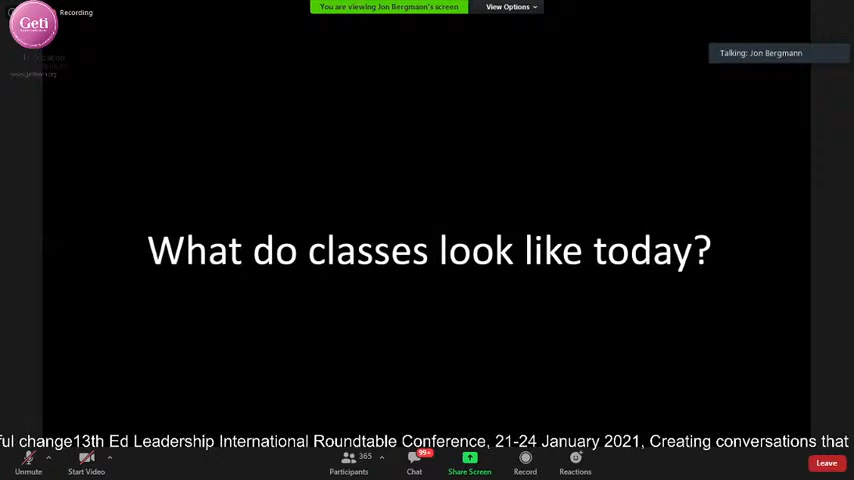 Geti
Recording
You are viewing Jon Bergmann's screen
View Options
Talking: Jon Bergmann
What do classes look like today?
ful change13th Ed Leadership International Roundtable Conference, 21-24 January 2021, Creating conversations that
Unmute
Start Video
365
Participants
99+
Chat
Share Screen
Record
Reactions
Leave